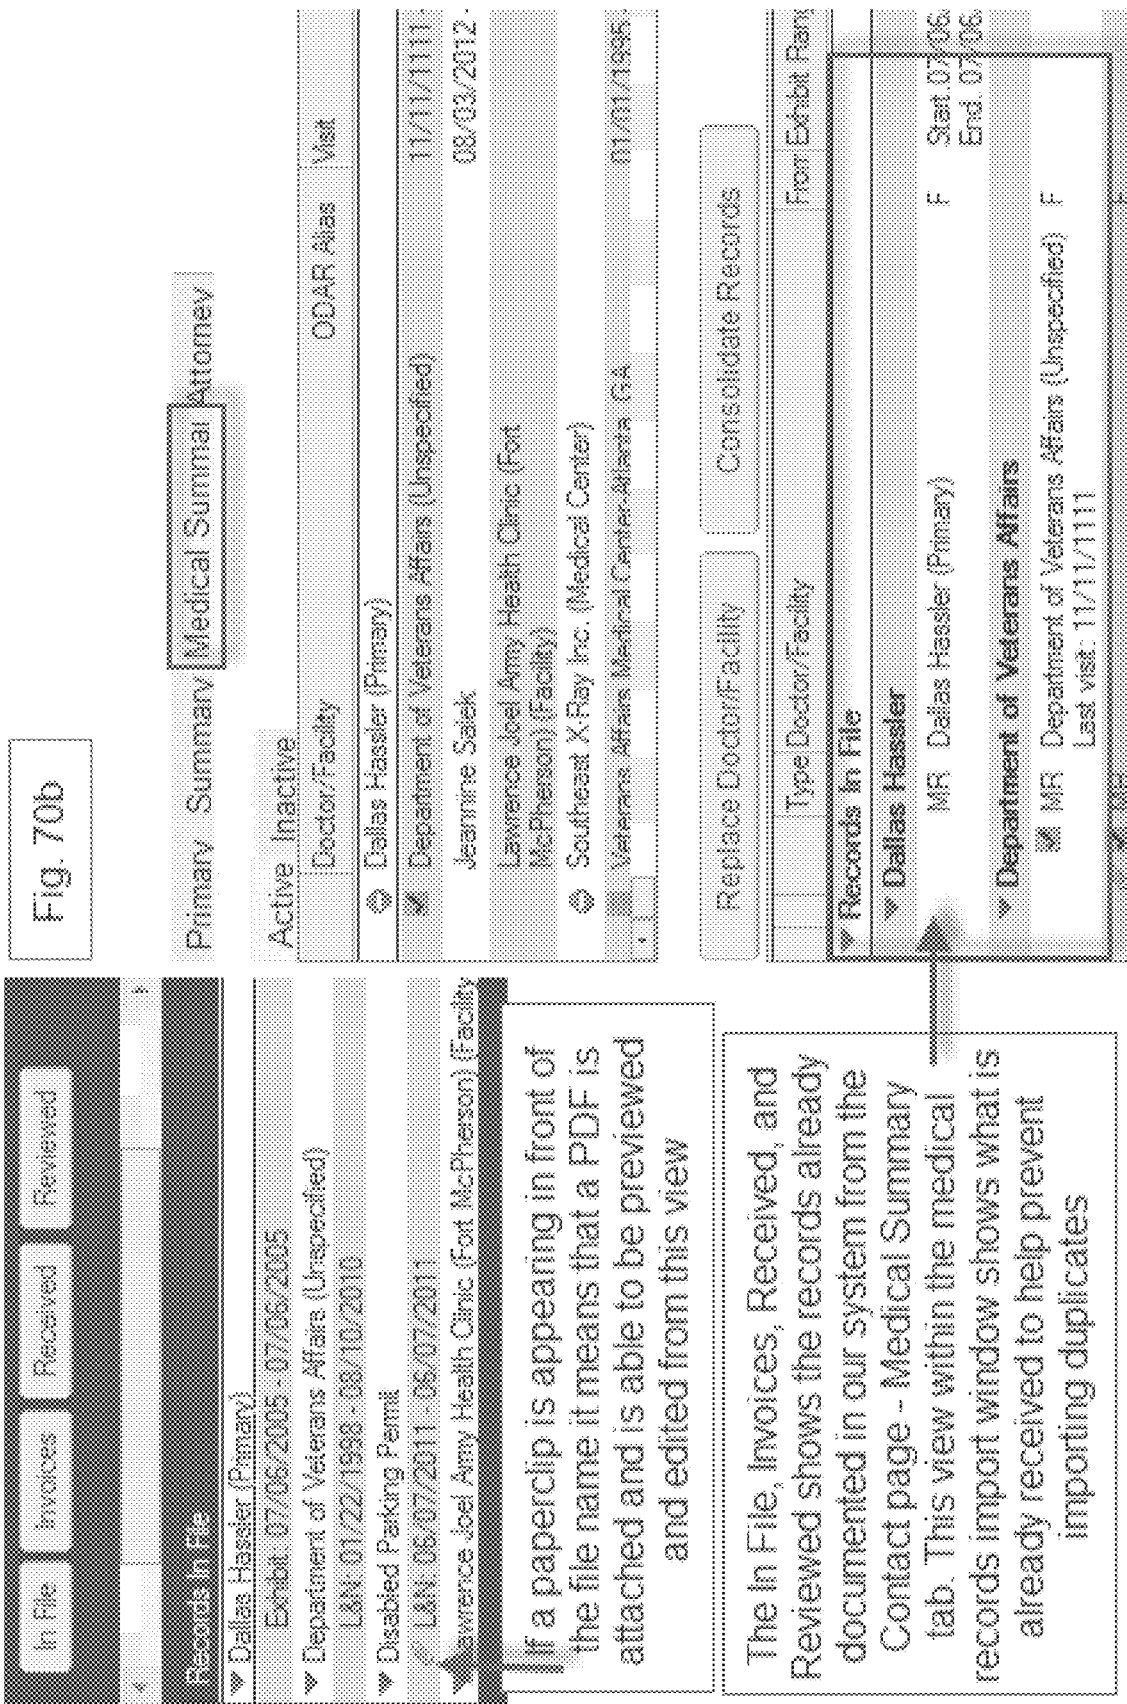 Fig. 70b
In File Invoices Received Reviewed
Records In File
Dallas Hassler (Primary)
Exhibit: 07/06/2005 - 07/06/2005
Department of Veterans Affairs (Unspecified)
L&N: 01/22/1998 - 08/10/2010
Disabled Parking Permit
L&N: 06/07/2011 - 06/07/2011
Lawrence Joel Army Health Clinic (Fort McPherson) (Facility
If a paperclip is appearing in front of
the file name it means that a PDF is
attached and is able to be previewed
and edited from this view
The In File, Invoices, Received, and
Reviewed shows the records already
documented in our system from the
Contact page - Medical Summary
tab. This view within the medical
records import window shows what is
already received to help prevent
importing duplicates
Primary Summary Medical Summar Attorney
Active Inactive
Doctor/Facility ODAR Alias Visit
Dallas Hassler (Primary)
Department of Veterans Affairs (Unspecified) 11/11/1111
Jeannine Salek 08/03/2012 -
Lawrence Joel Army Health Clinic (Fort
McPherson) (Facility)
Southeast X-Ray Inc. (Medical Center)
Veterans Affairs Medical Center-Atlanta, GA 01/01/1995
Replace Doctor/Facility Consolidate Records
Type Doctor/Facility From Exhibit Rang
Records In File
Dallas Hassler
MR Dallas Hassler (Primary) F Start: 07/06/
End: 07/06/
Department of Veterans Affairs
MR Department of Veterans Affairs (Unspecified) F
Last visit: 11/11/1111